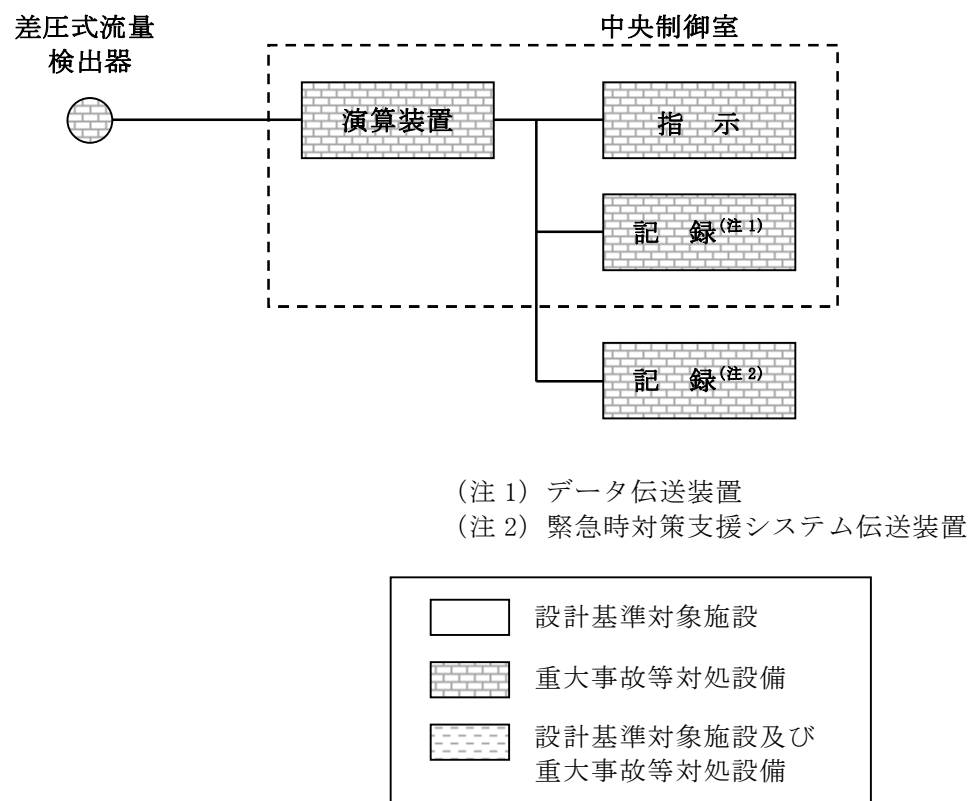 差圧式流量
検出器
中央制御室
演算装置
指 示
記 録(注1)
記 録(注2)
(注1) データ伝送装置
(注2) 緊急時対策支援システム伝送装置
設計基準対象施設
重大事故等対処設備
設計基準対象施設及び
重大事故等対処設備